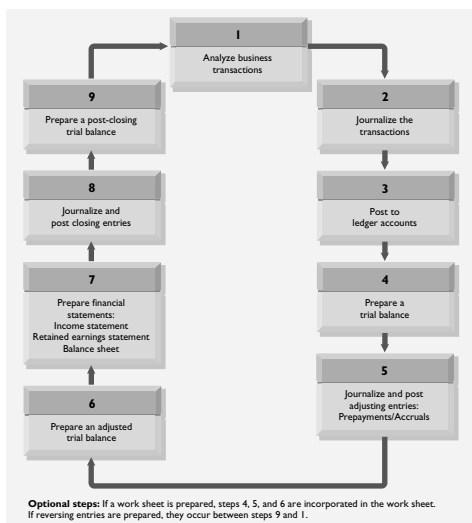 1
Analyze business
transactions
2
Journalize the
transactions
3
Post to
ledger accounts
4
Prepare a
trial balance
5
Journalize and post
adjusting entries:
Prepayments/Accruals
6
Prepare an adjusted
trial balance
7
Prepare financial
statements:
Income statement
Retained earnings statement
Balance sheet
8
Journalize and
post closing entries
9
Prepare a post-closing
trial balance
Optional steps: If a work sheet is prepared, steps 4, 5, and 6 are incorporated in the work sheet.
If reversing entries are prepared, they occur between steps 9 and 1.